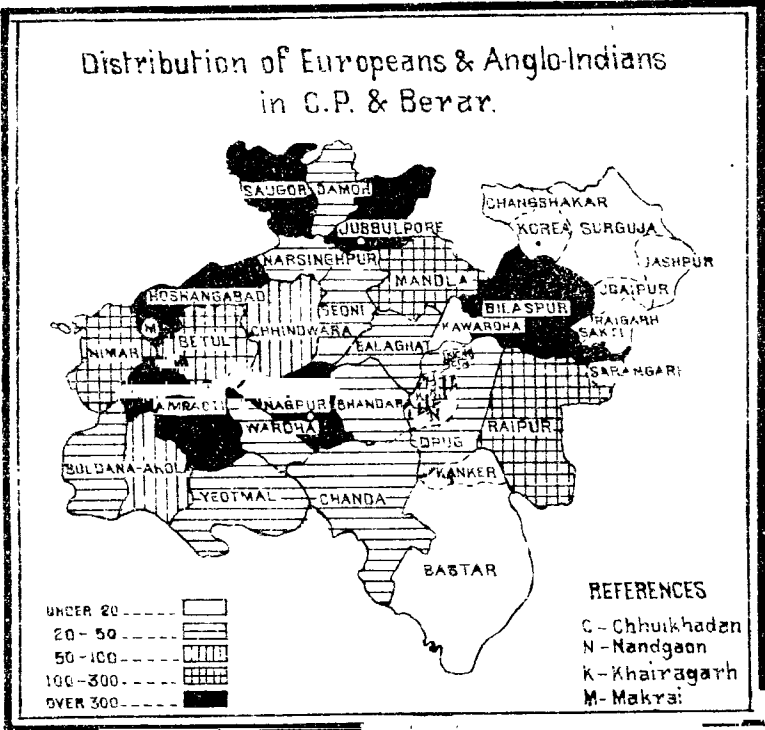 Distribution of Europeans & Anglo-Indians
in C.P. & Berar.
SAUGOR
DAMOH
JUBBULPORE
CHANGBHAKAR
KOREA
SURGUJA
JASHPUR
UDAIPUR
NARSINGHPUR
MANDLA
HOSHANGABAD
SEONI
BILASPUR
RAIGARH
SAKTI
M
BETUL
CHHINDWARA
KAWARDHA
NIMAR
BALAGHAT
SARANGARH
AMRAOTI
NAGPUR
BHANDARA
K
N
WARDHA
DRUG
RAIPUR
BULDANA
AKOLA
YEOTMAL
CHANDA
KANKER
BASTAR
UNDER 20
20-50
50-100
100-300
OVER 300
REFERENCES
C-Chhuikhadan
N-Nandgaon
K-Khairagarh
M-Makrai